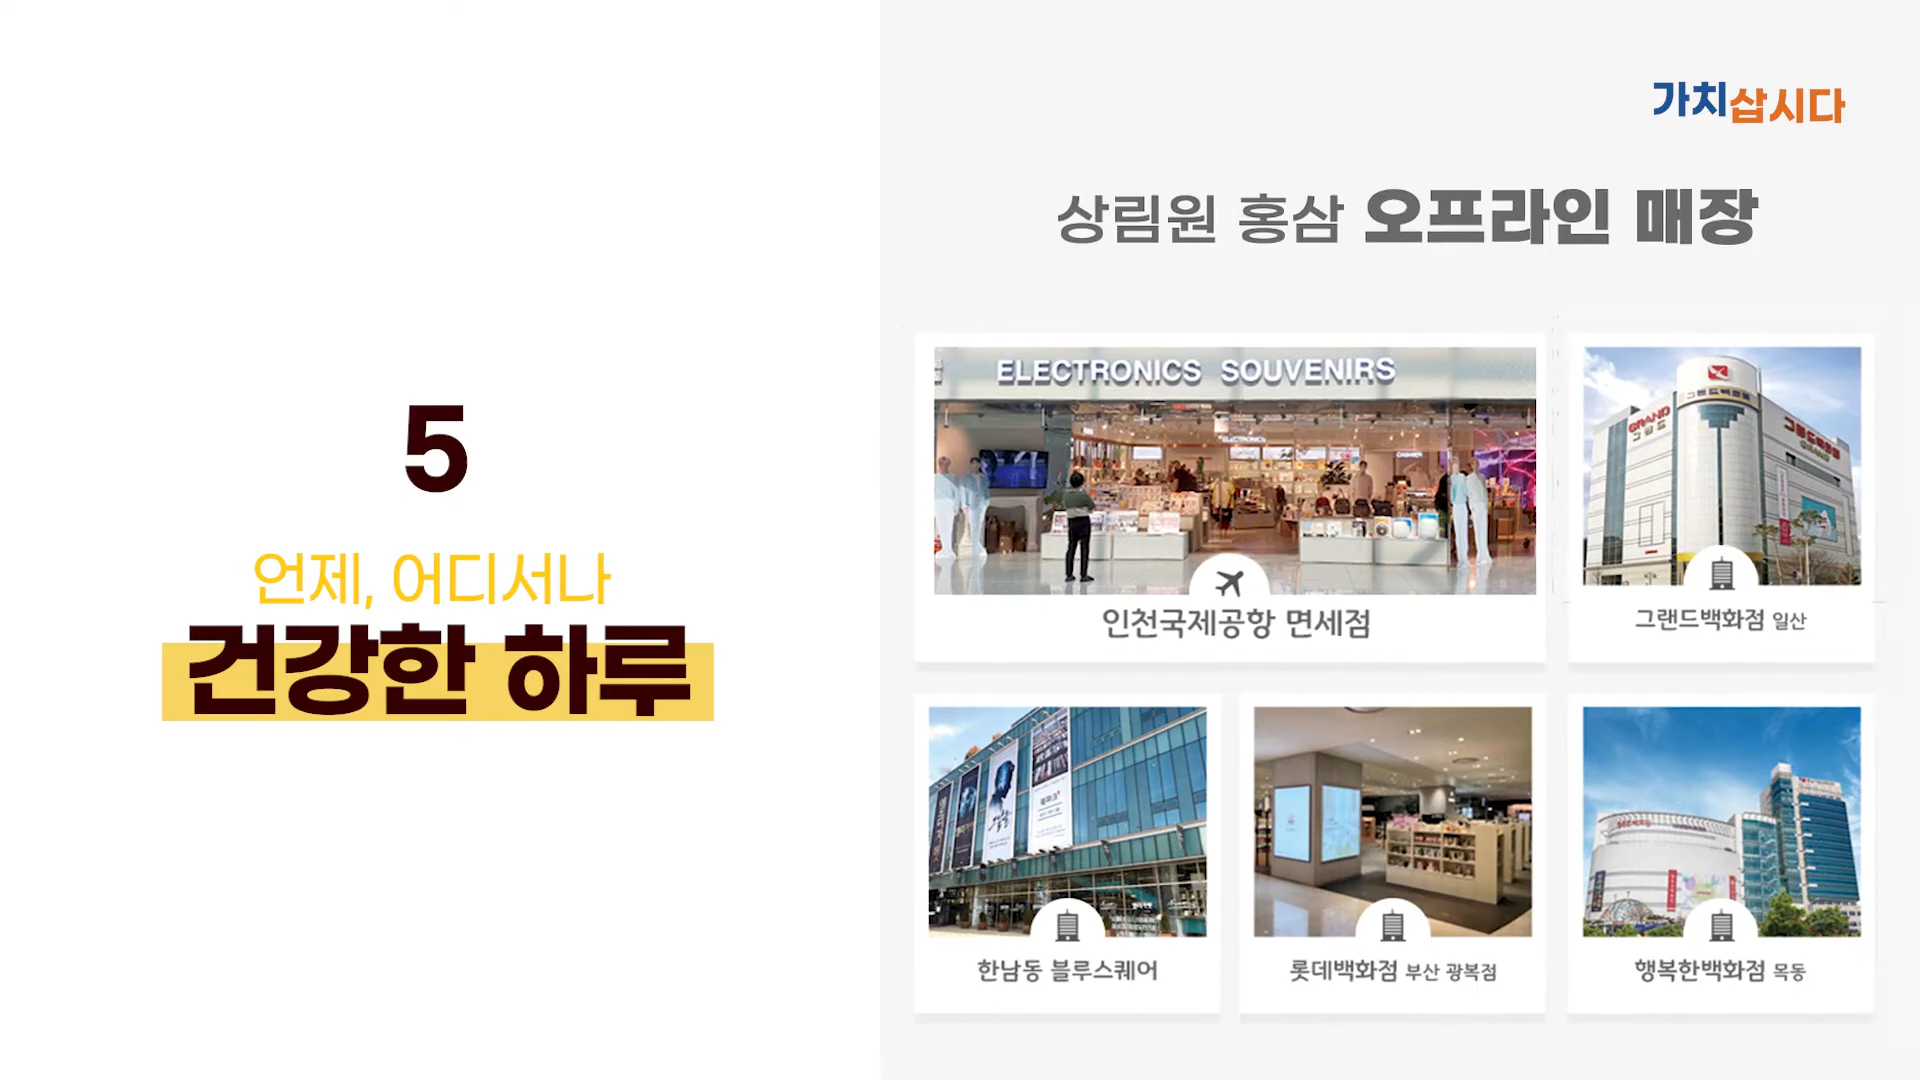 5
언제, 어디서나
건강한 하루
가치삽시다
상림원 홍삼 오프라인 매장
ELECTRONICS SOUVENIRS
인천국제공항 면세점
GRAND
그랜드백화점 일산
한남동 블루스퀘어
롯데백화점 부산 광복점
행복한백화점 목동